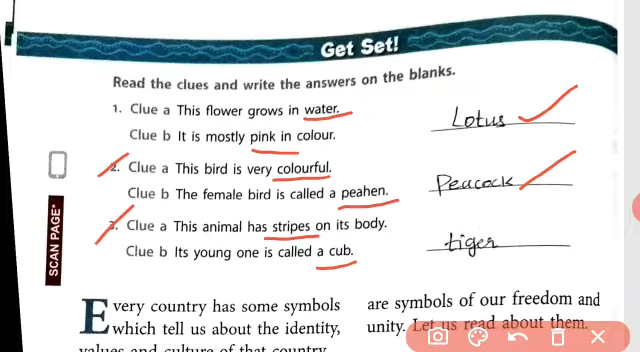 Get Set!
Read the clues and write the answers on the blanks.
1. Clue a This flower grows in water.
Lotus
Clue b It is mostly pink in colour.
2. Clue a This bird is very colourful.
Peacock
Clue b The female bird is called a peahen.
3. Clue a This animal has stripes on its body.
tiger
Clue b Its young one is called a cub.
SCAN PAGE*
Every country has some symbols
which tell us about the identity,
values and culture of that country
are symbols of our freedom and
unity. Let us read about them.